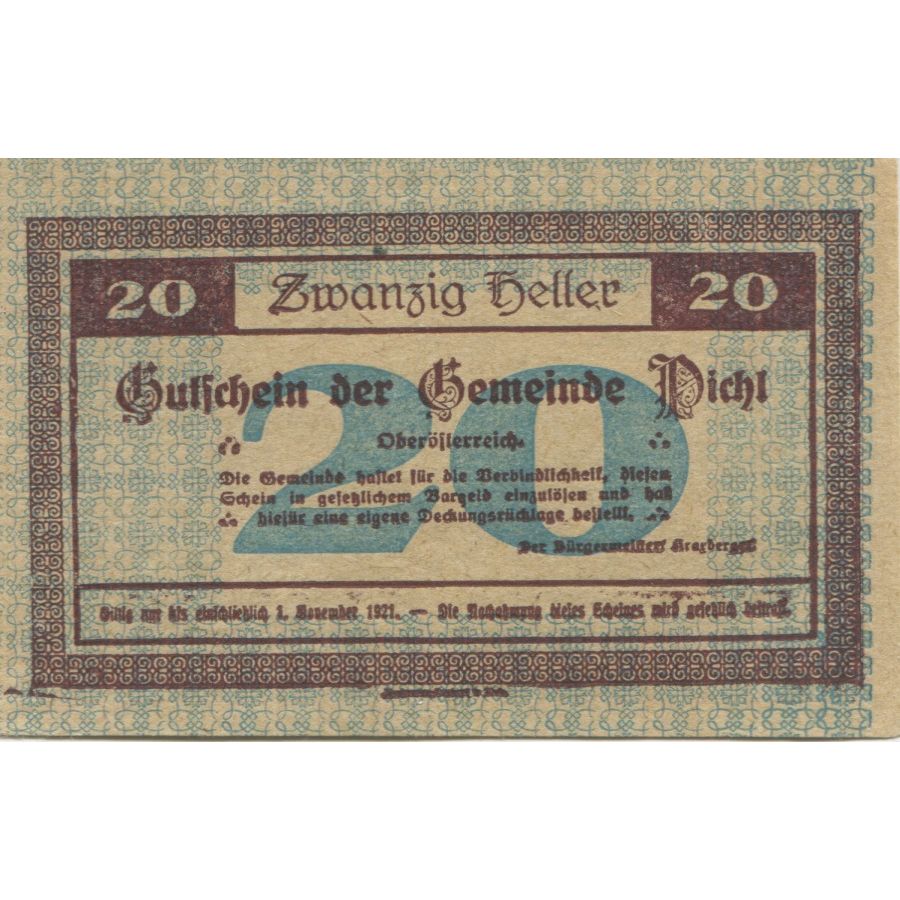 20 Zwanzig Heller 20
20
Gutschein der Gemeinde Pichl
Oberösterreich.
Die Gemeinde haftet für die Verbindlichkeit, diesen
Schein in gesetzlichem Bargeld einzulösen und hat
hiefür eine eigene Deckungsrücklage bestellt.
Der Bürgermeister:
Gültig nur bis einschließlich 1. November 1921. — Die Nachahmung dieses Scheines wird gesetzlich bestraft.